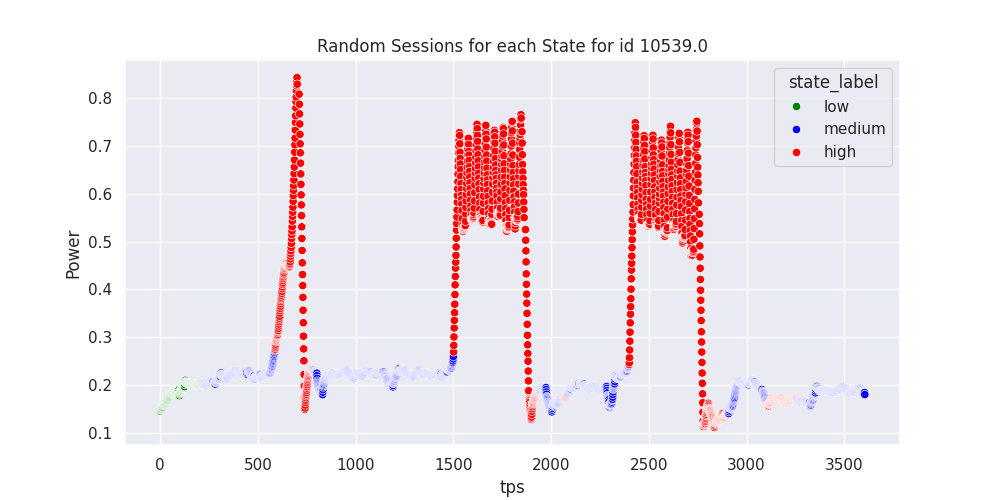 Random Sessions for each State for id 10539.0
state_label
low
medium
high
Power
0.8
0.7
0.6
0.5
0.4
0.3
0.2
0.1
0 500 1000 1500 2000 2500 3000 3500
tps